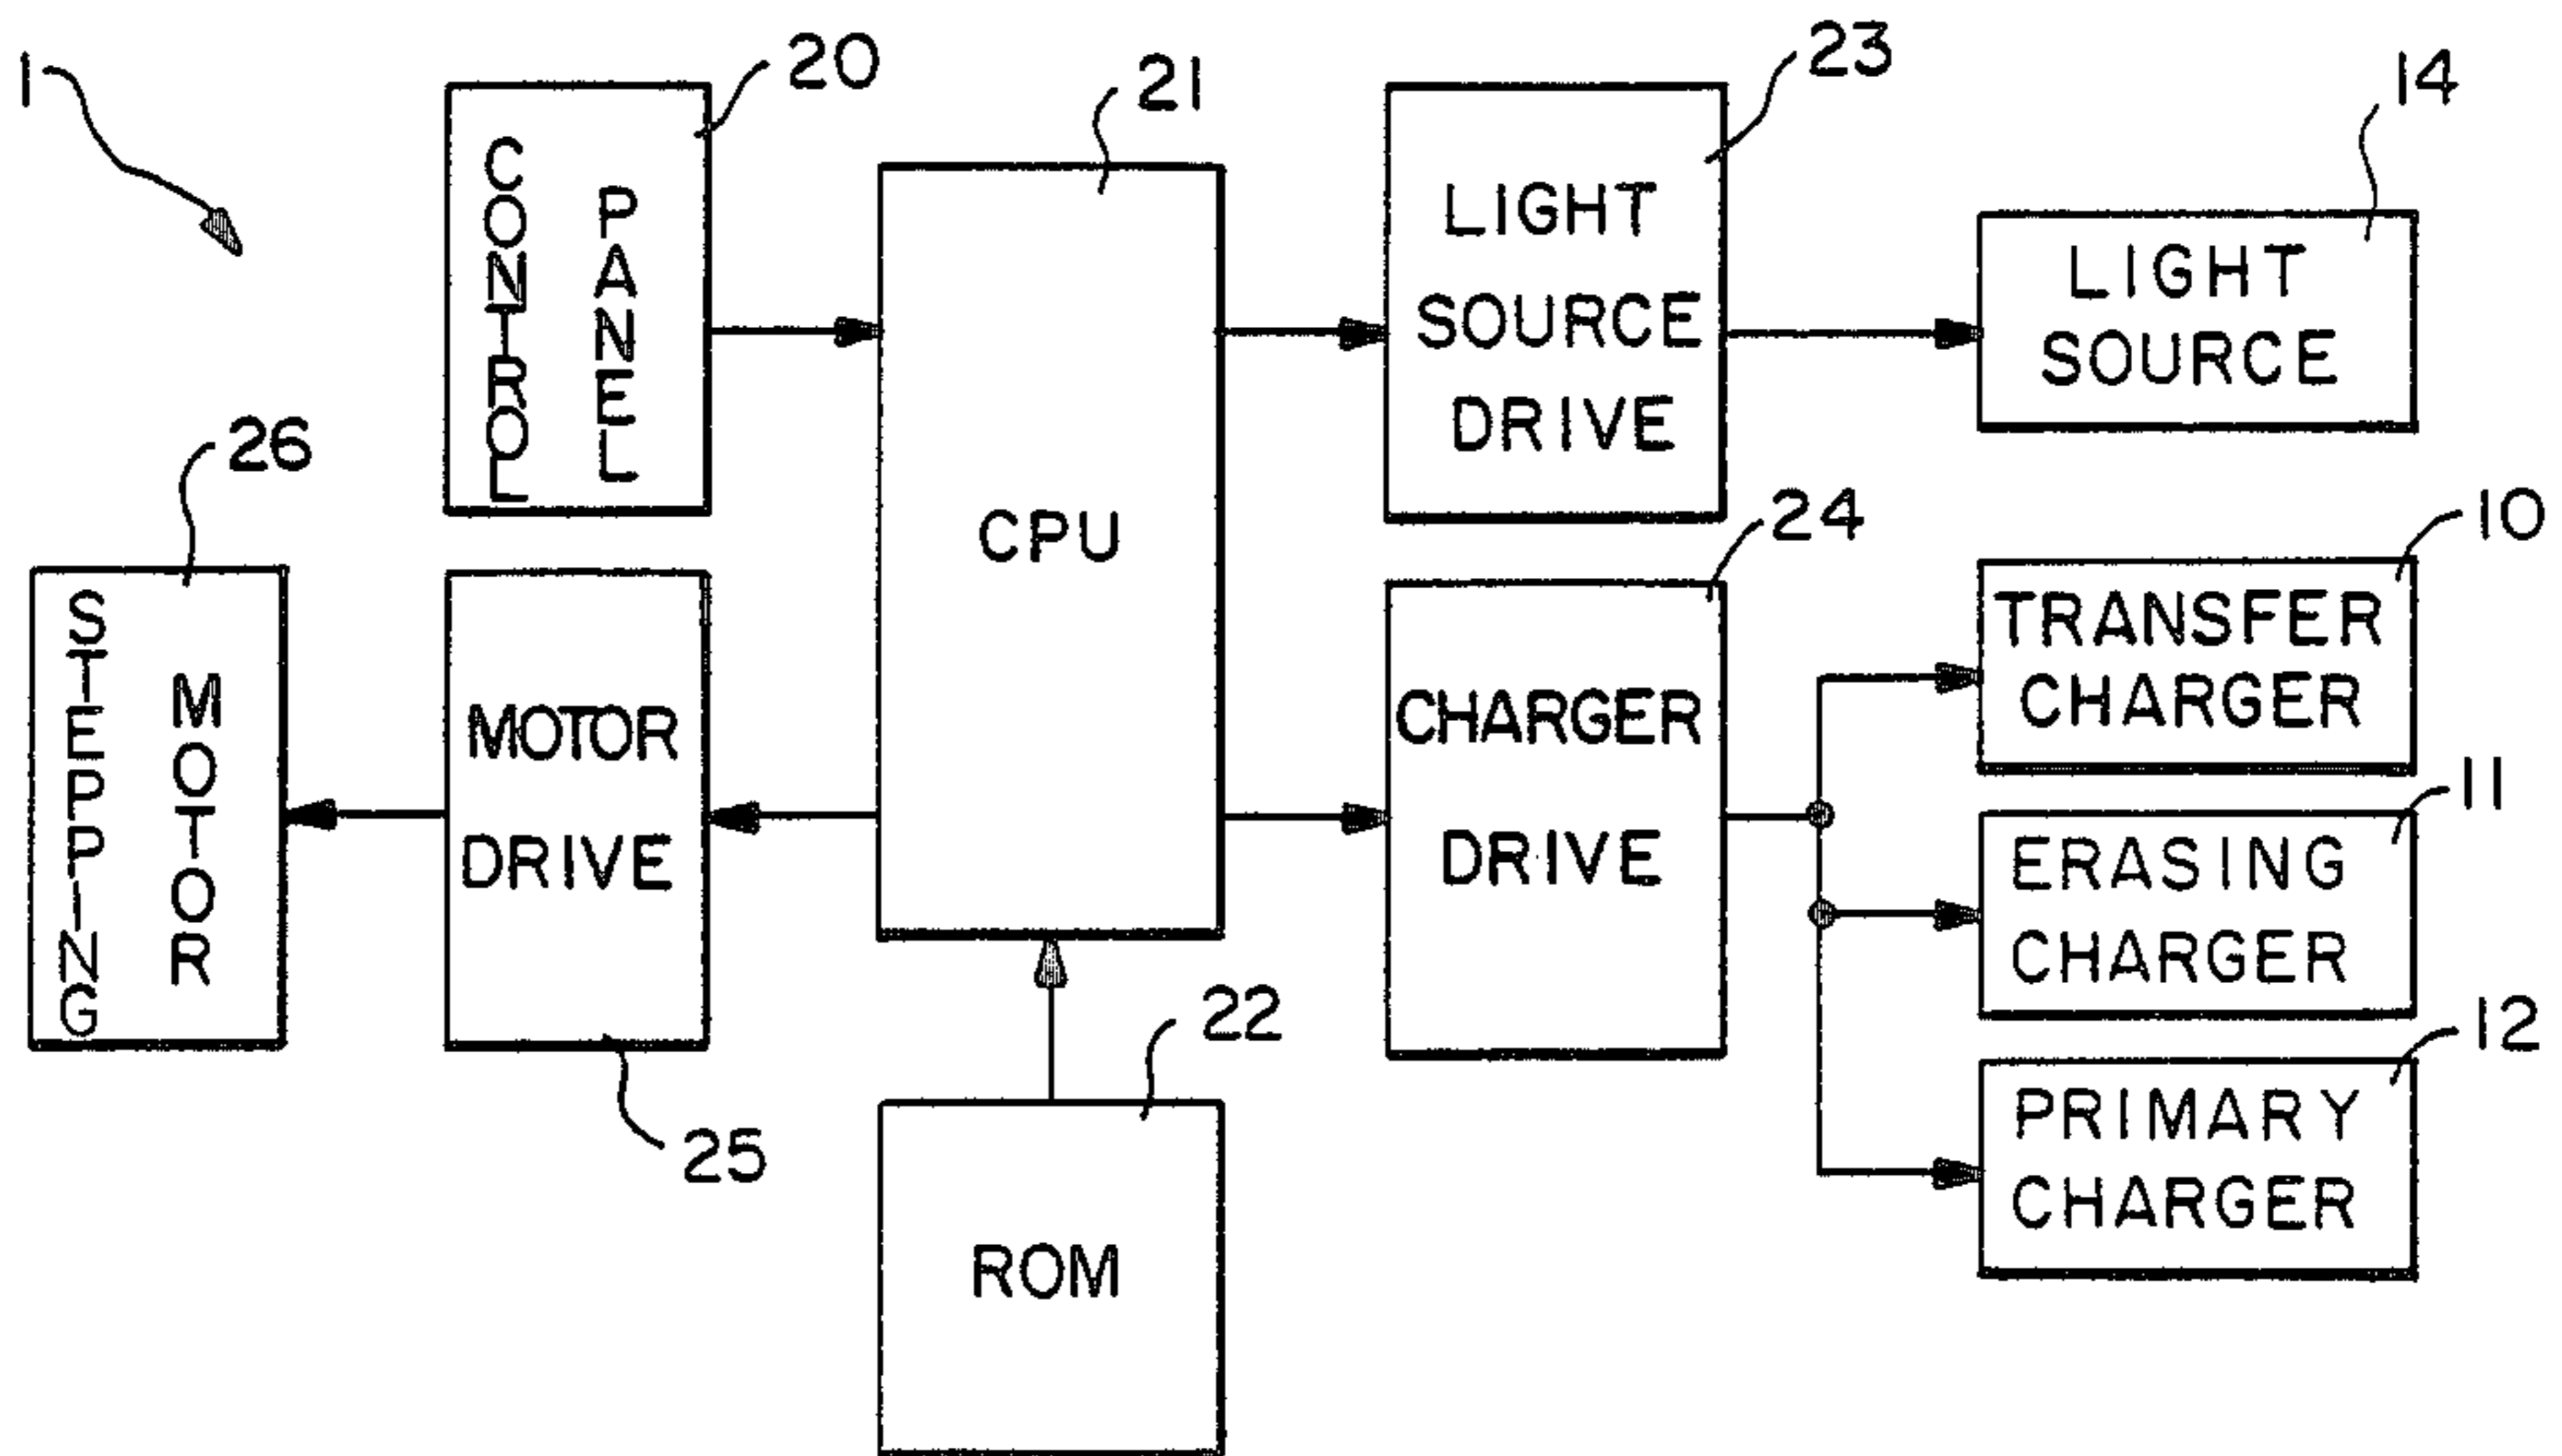 1
20
CONTROL
PANEL
21
CPU
23
LIGHT
SOURCE
DRIVE
14
LIGHT
SOURCE
26
STEPPING
MOTOR
MOTOR
DRIVE
25
24
CHARGER
DRIVE
10
TRANSFER
CHARGER
11
ERASING
CHARGER
12
PRIMARY
CHARGER
22
ROM